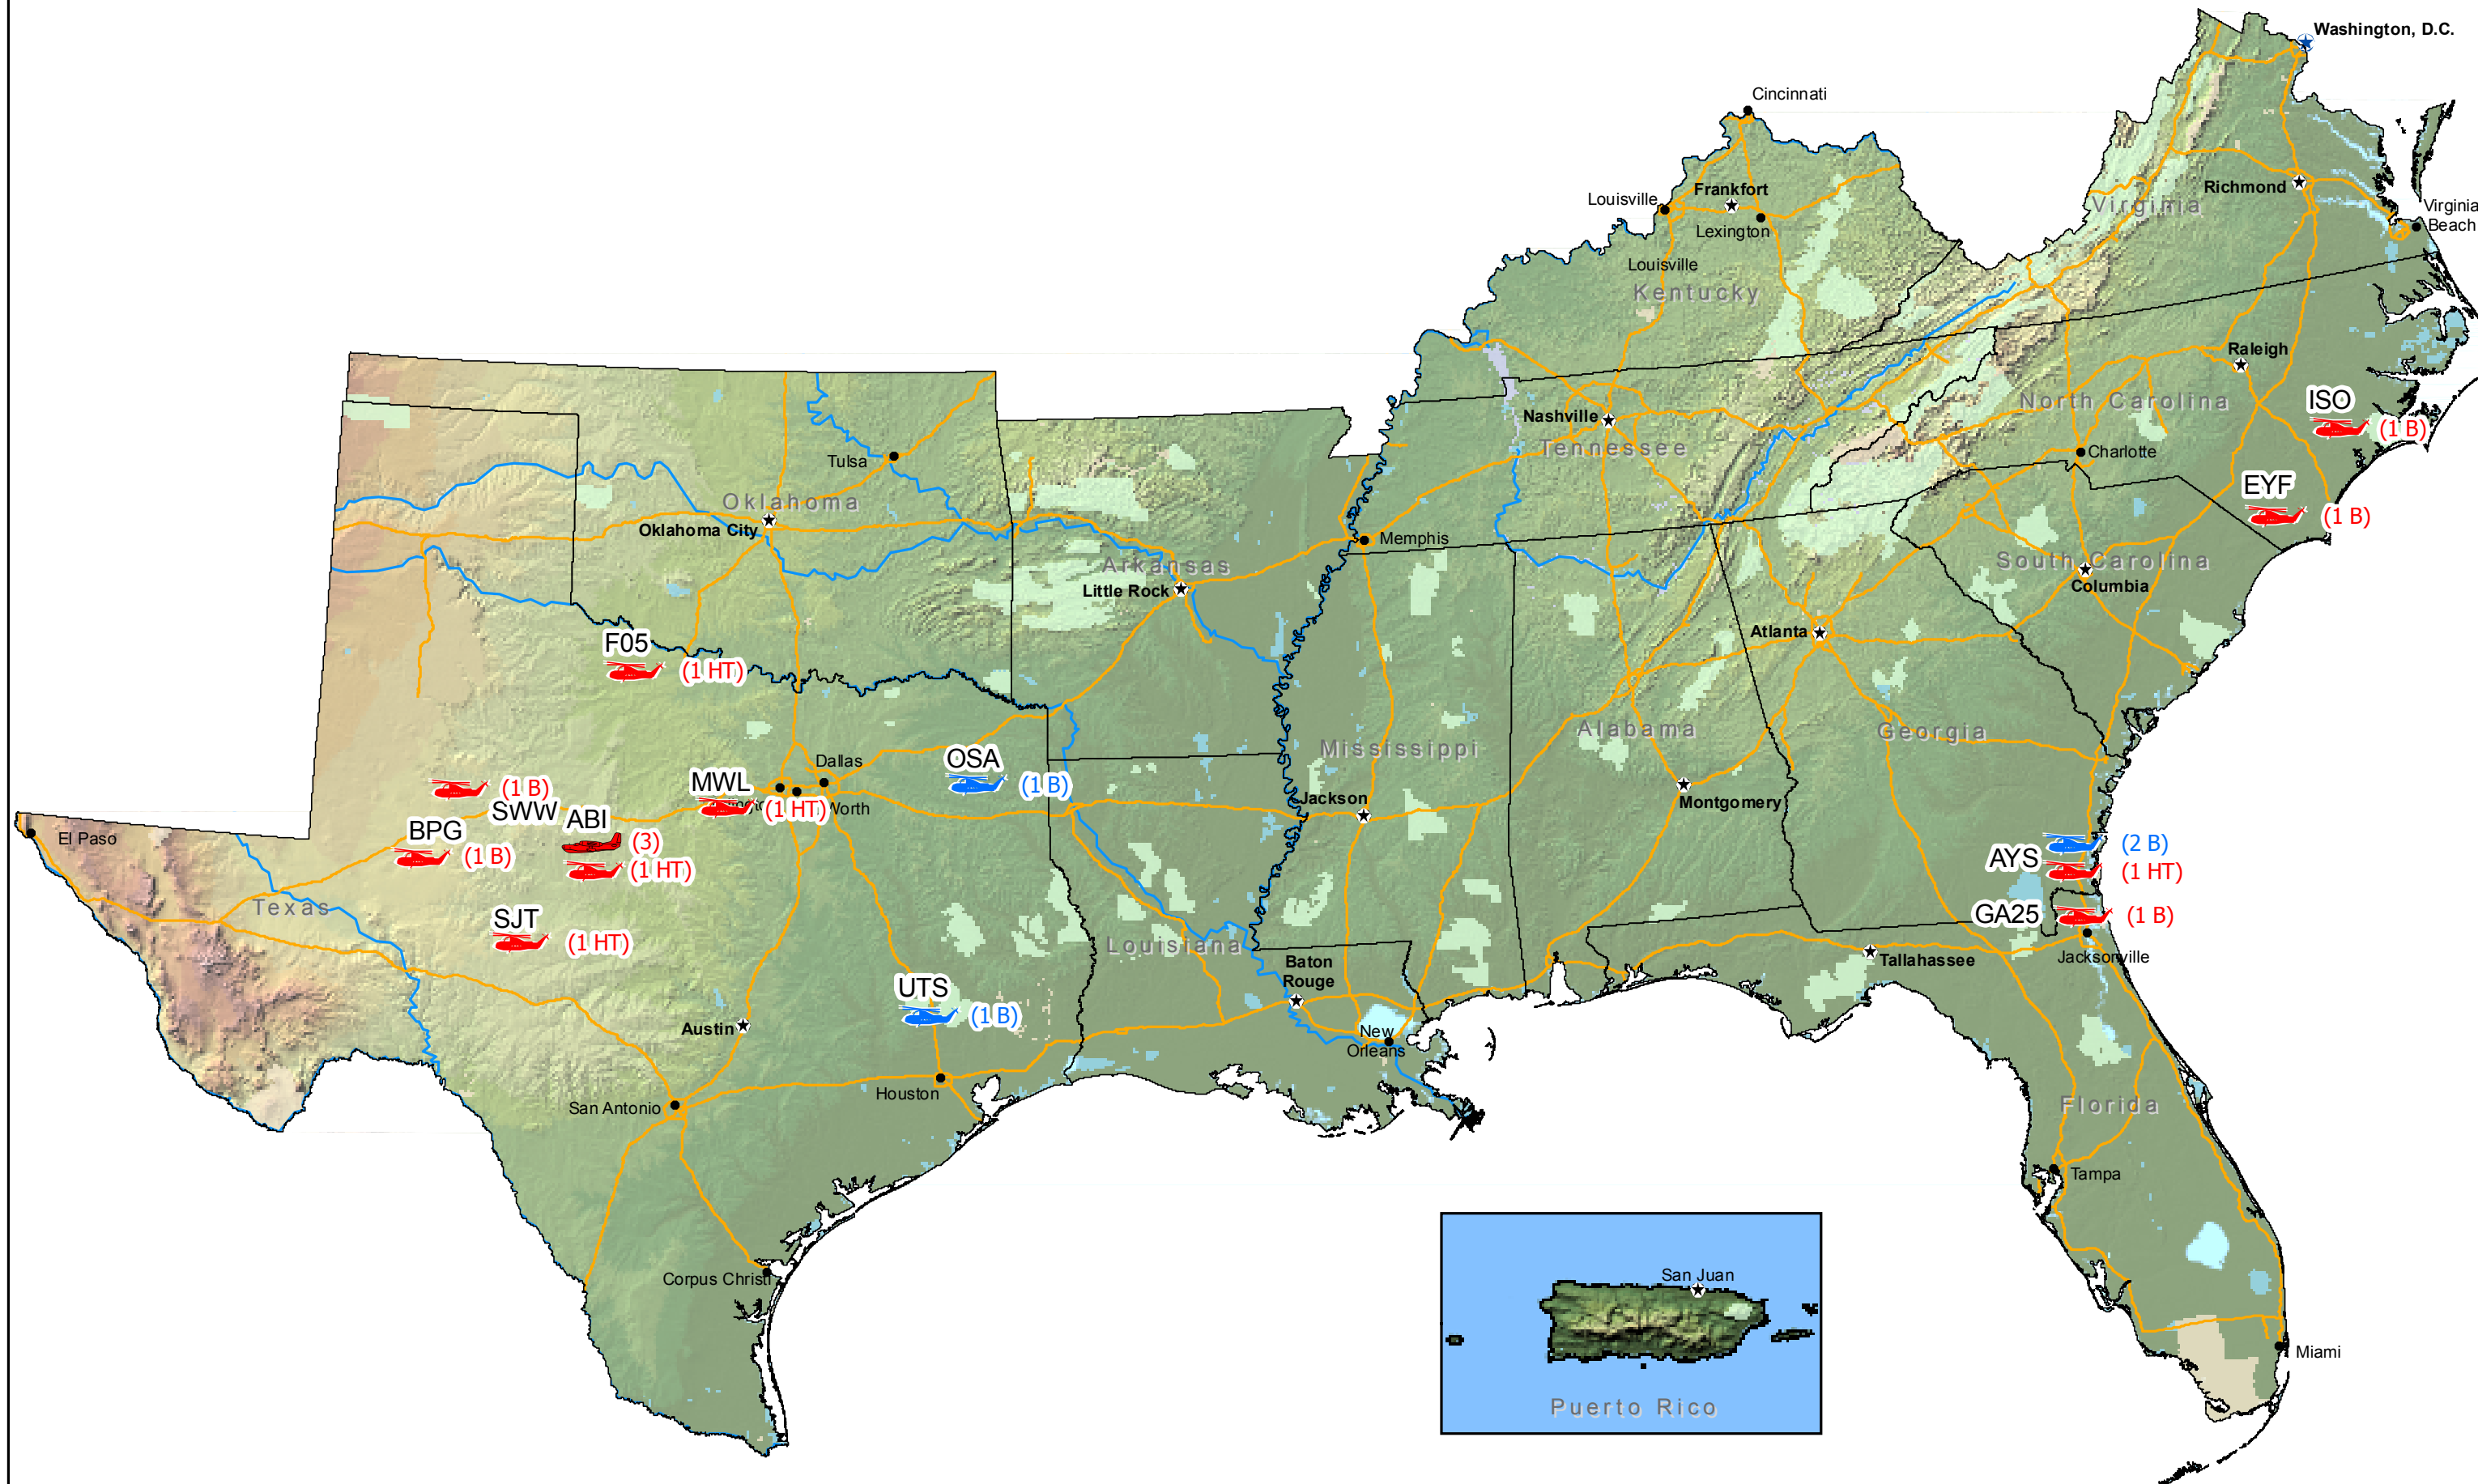 Washington, D.C.
Cincinnati
Richmond
Louisville
Frankfort
Virginia
Virginia
Beach
Lexington
Louisville
Kentucky
Raleigh
North Carolina
ISO
(1 B)
Nashville
Tennessee
Charlotte
Tulsa
EYF
(1 B)
Oklahoma
Oklahoma City
Memphis
Arkansas
Little Rock
South Carolina
Columbia
F05
(1 HT)
Atlanta
Alabama
Georgia
Mississippi
Dallas
OSA
(1 B)
MWL
(1 HT)
Worth
(1 B)
SWW
Jackson
Montgomery
El Paso
BPG
(1 B)
ABI
(3)
(1 HT)
(2 B)
AYS
(1 HT)
Texas
SJT
(1 HT)
GA25
(1 B)
Louisiana
Baton
Rouge
Tallahassee
Jacksonville
UTS
(1 B)
Austin
New
Orleans
Houston
San Antonio
Florida
Tampa
Corpus Christi
San Juan
Miami
Puerto Rico